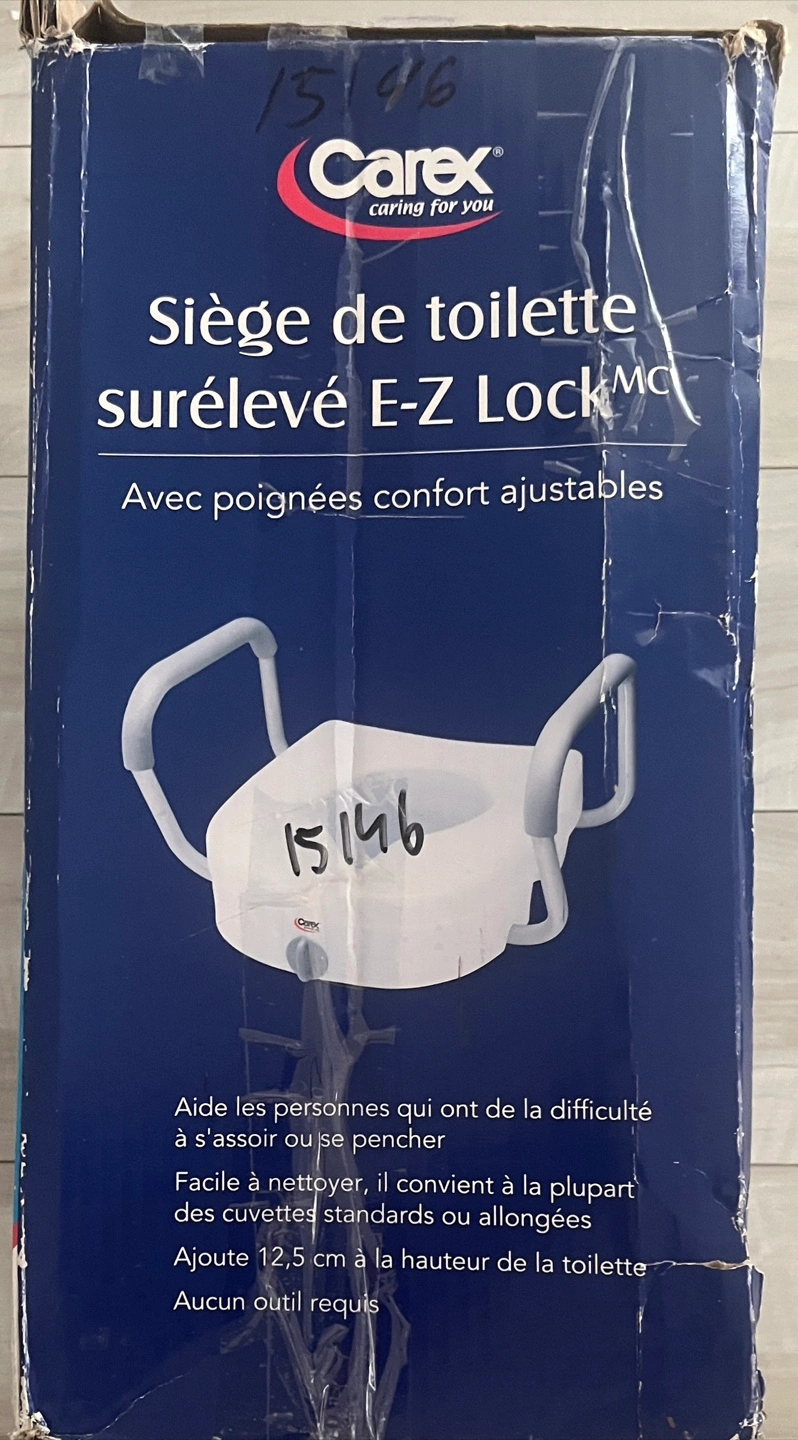 15146
Carex®
caring for you
Siège de toilette
surélevé E-Z Lockᴹᶜ
Avec poignées confort ajustables
15146
Carex
Aide les personnes qui ont de la difficulté
à s'assoir ou se pencher
Facile à nettoyer, il convient à la plupart
des cuvettes standards ou allongées
Ajoute 12,5 cm à la hauteur de la toilette
Aucun outil requis